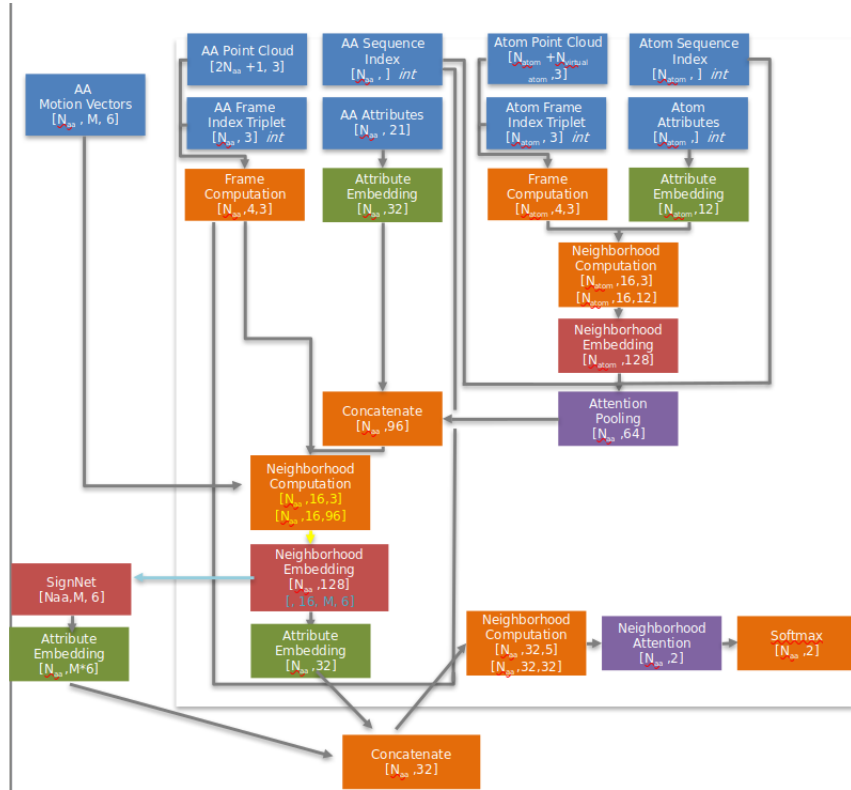 AA Point Cloud
[2Naa +1, 3]
AA Sequence
Index
[Naa , ] int
Atom Point Cloud
[Natom +Nvirtual
atom ,3]
Atom Sequence
Index
[Natom , ] int
AA
Motion Vectors
[Naa , M, 6]
AA Frame
Index Triplet
[Naa , 3] int
AA Attributes
[Naa , 21]
Atom Frame
Index Triplet
[Natom , 3] int
Atom
Attributes
[Natom ,] int
Frame
Computation
[Naa ,4,3]
Attribute
Embedding
[Naa ,32]
Frame
Computation
[Natom ,4,3]
Attribute
Embedding
[Natom ,12]
Neighborhood
Computation
[Natom ,16,3]
[Natom ,16,12]
Neighborhood
Embedding
[Natom ,128]
Concatenate
[Naa ,96]
Attention
Pooling
[Naa ,64]
Neighborhood
Computation
[Naa ,16,3]
[Naa ,16,96]
Neighborhood
Embedding
[Naa ,128]
[, 16, M, 6]
SignNet
[Naa,M, 6]
Attribute
Embedding
[Naa ,M*6]
Attribute
Embedding
[Naa ,32]
Neighborhood
Computation
[Naa ,32,5]
[Naa ,32,32]
Neighborhood
Attention
[Naa ,2]
Softmax
[Naa ,2]
Concatenate
[Naa ,32]